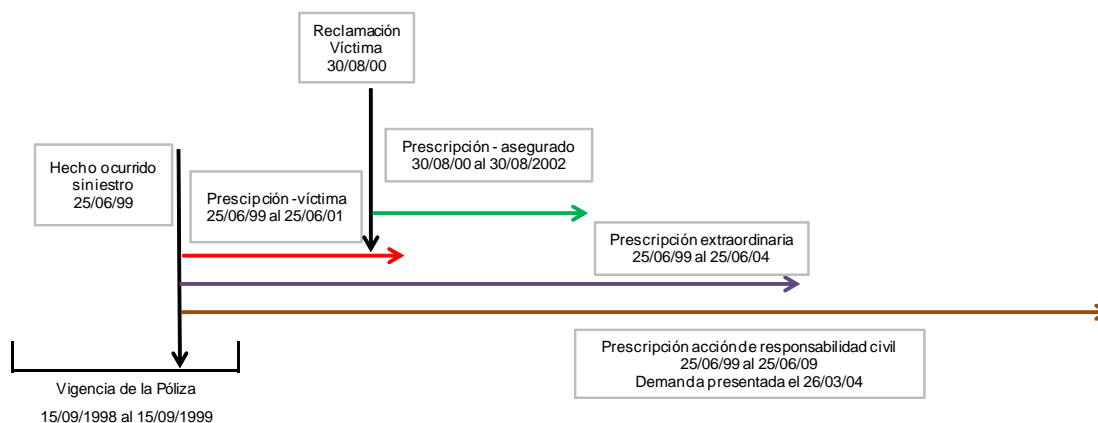 Reclamación
Víctima
30/08/00
Prescripción - asegurado
30/08/00 al 30/08/2002
Hecho ocurrido
siniestro
25/06/99
Prescipción -víctima
25/06/99 al 25/06/01
Prescripción extraordinaria
25/06/99 al 25/06/04
Prescripción acción de responsabilidad civil
25/06/99 al 25/06/09
Demanda presentada el 26/03/04
Vigencia de la Póliza
15/09/1998 al 15/09/1999